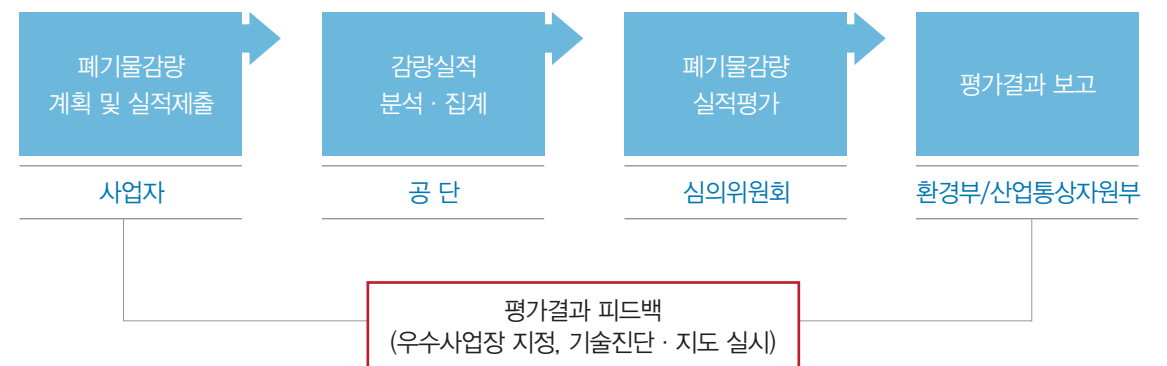 폐기물감량
계획 및 실적제출
감량실적
분석 · 집계
폐기물감량
실적평가
평가결과 보고
사업자
공 단
심의위원회
환경부/산업통상자원부
평가결과 피드백
(우수사업장 지정, 기술진단 · 지도 실시)